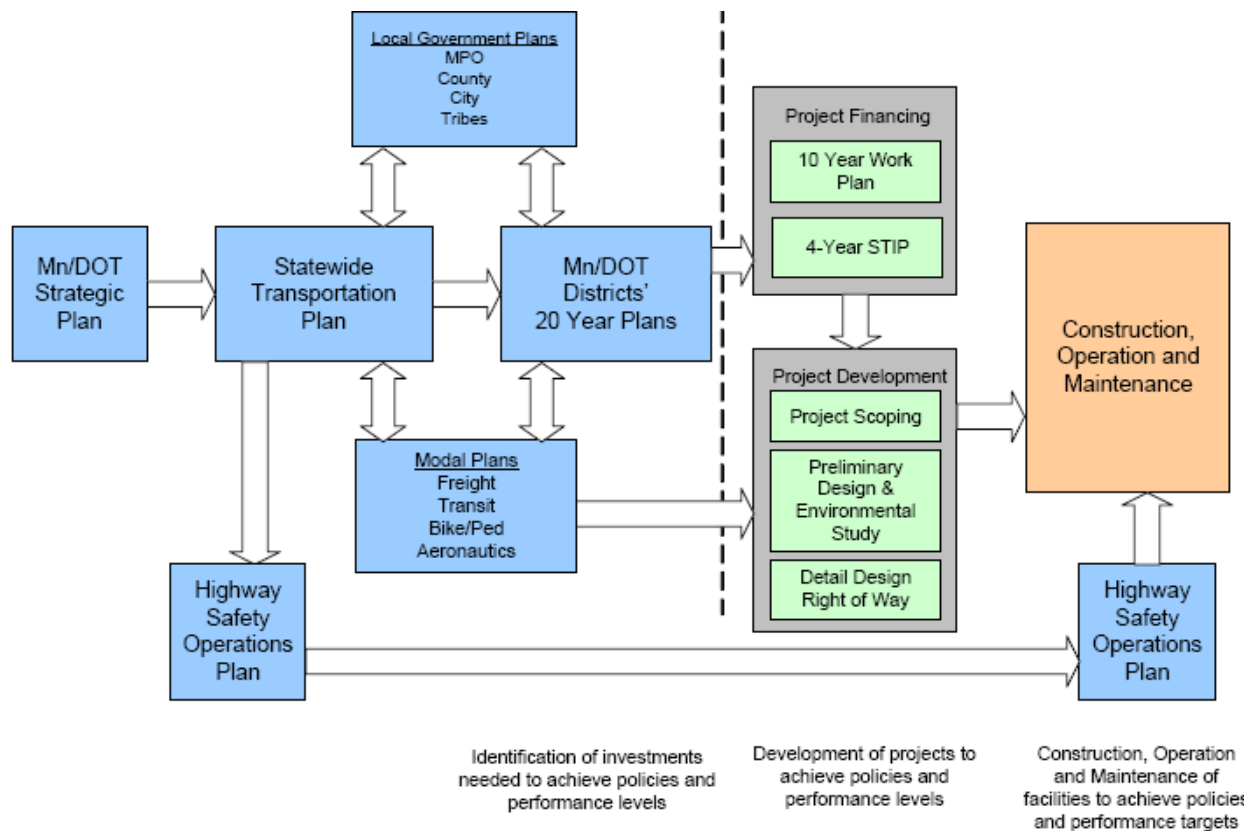 Local Government Plans
MPO
County
City
Tribes
Project Financing
10 Year Work
Plan
4-Year STIP
Mn/DOT
Strategic
Plan
Statewide
Transportation
Plan
Mn/DOT
Districts'
20 Year Plans
Construction,
Operation and
Maintenance
Project Development
Project Scoping
Preliminary
Design &
Environmental
Study
Detail Design
Right of Way
Modal Plans
Freight
Transit
Bike/Ped
Aeronautics
Highway
Safety
Operations
Plan
Highway
Safety
Operations
Plan
Identification of investments
needed to achieve policies and
performance levels
Development of projects to
achieve policies and
performance levels
Construction, Operation
and Maintenance of
facilities to achieve policies
and performance targets